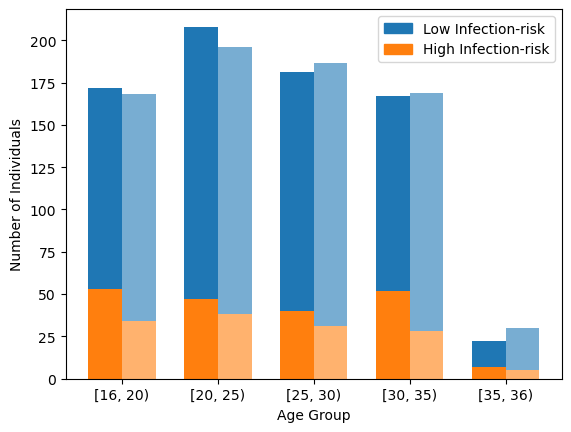 Low Infection-risk
High Infection-risk
Number of Individuals
200
175
150
125
100
75
50
25
0
[16, 20) [20, 25) [25, 30) [30, 35) [35, 36)
Age Group